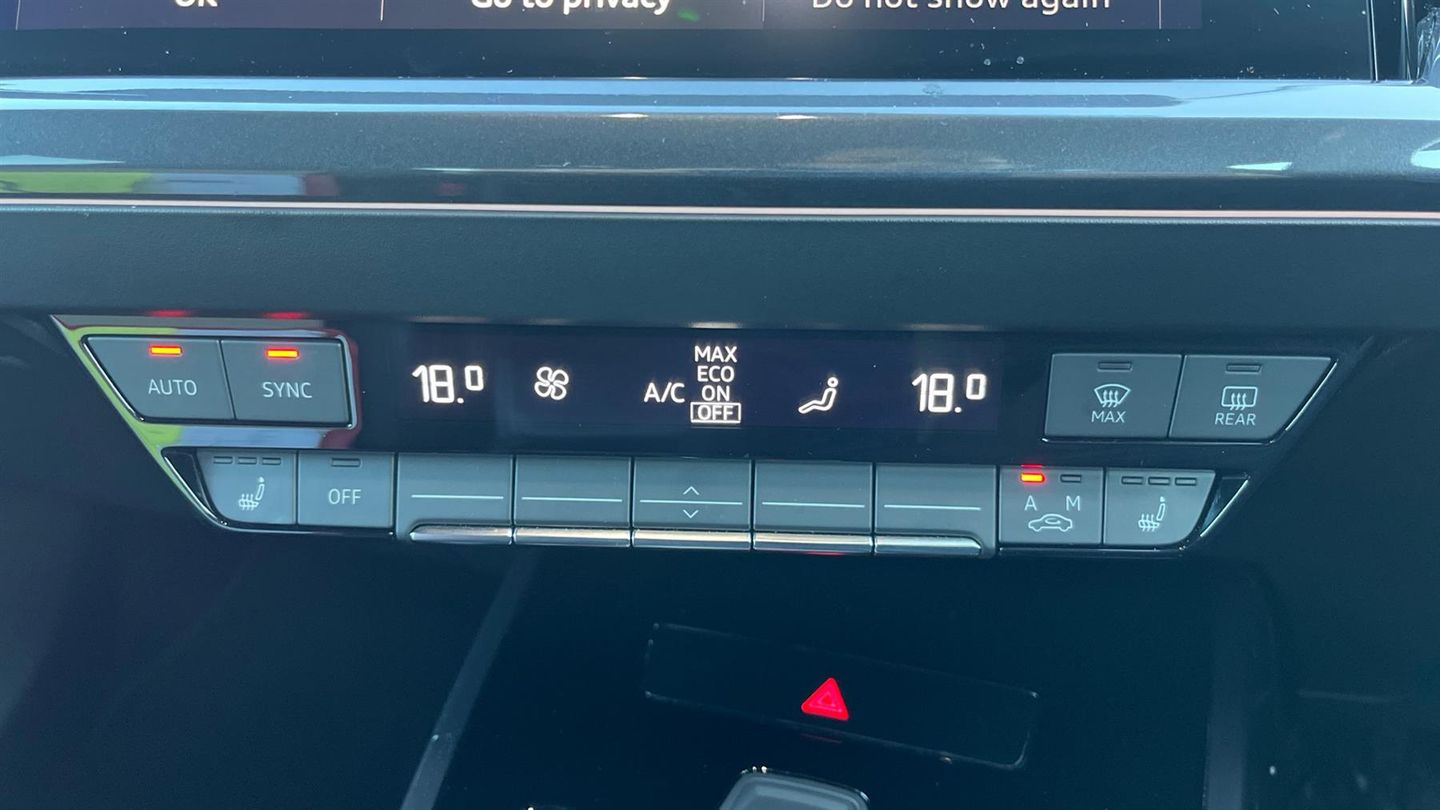 OK Go to privacy Do not show again
MAX
ECO
AUTO SYNC 18.0 A/C ON 18.0 MAX REAR
OFF
OFF A M